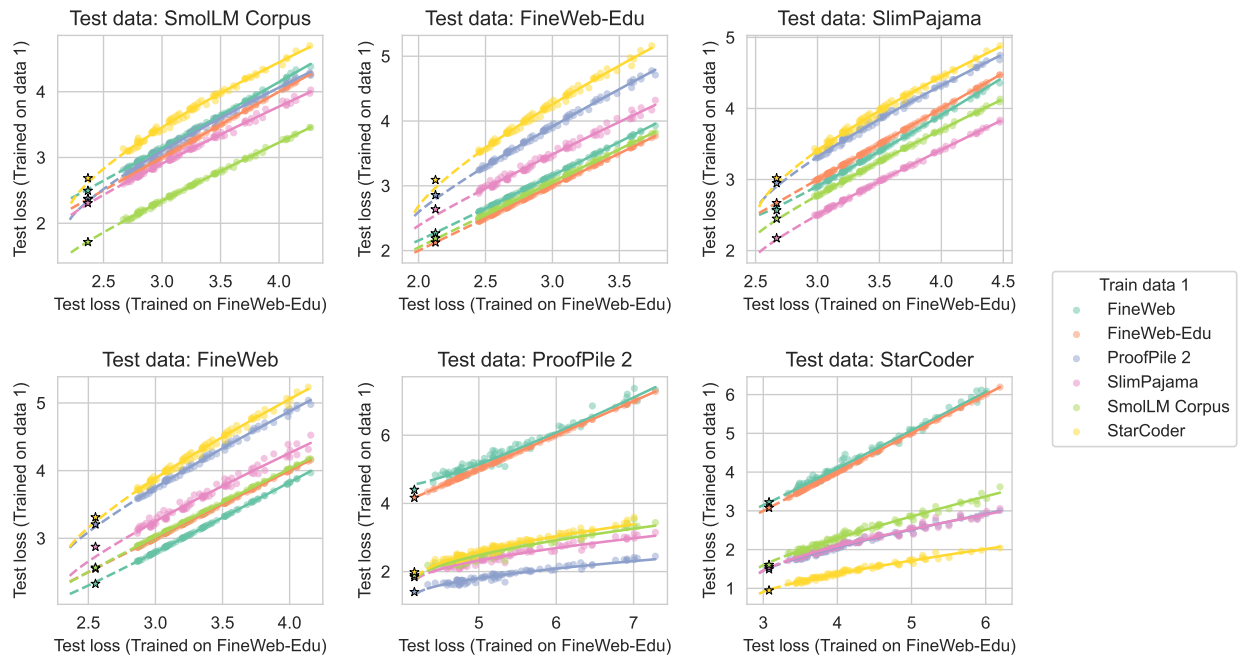 Test data: SmolLM Corpus
Test loss (Trained on data 1)
4
3
2
2.5 3.0 3.5 4.0
Test loss (Trained on FineWeb-Edu)
Test data: FineWeb-Edu
Test loss (Trained on data 1)
5
4
3
2
2.0 2.5 3.0 3.5
Test loss (Trained on FineWeb-Edu)
Test data: SlimPajama
Test loss (Trained on data 1)
5
4
3
2
2.5 3.0 3.5 4.0 4.5
Test loss (Trained on FineWeb-Edu)
Test data: FineWeb
Test loss (Trained on data 1)
5
4
3
2.5 3.0 3.5 4.0
Test loss (Trained on FineWeb-Edu)
Test data: ProofPile 2
Test loss (Trained on data 1)
6
4
2
5 6 7
Test loss (Trained on FineWeb-Edu)
Test data: StarCoder
Test loss (Trained on data 1)
6
5
4
3
2
1
3 4 5 6
Test loss (Trained on FineWeb-Edu)
Train data 1
FineWeb
FineWeb-Edu
ProofPile 2
SlimPajama
SmolLM Corpus
StarCoder